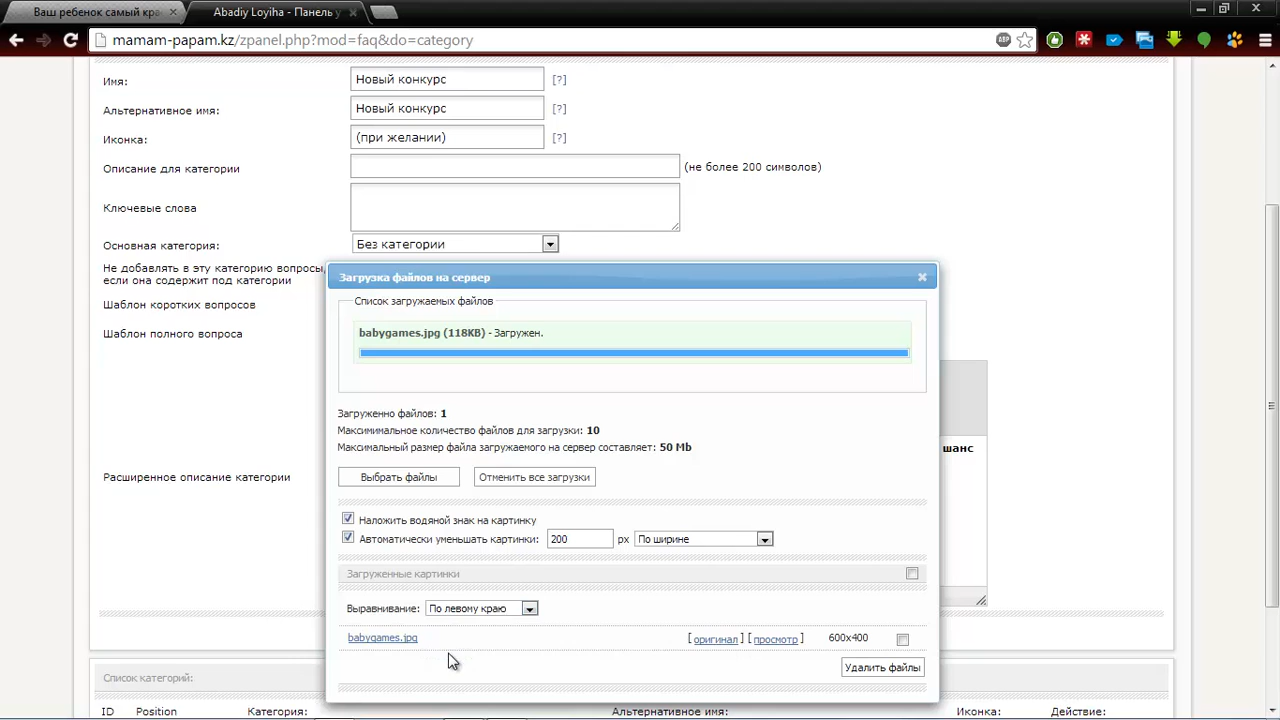 Ваш ребенок самый кра
Abadiy Loyiha - Панель у
mamam-papam.kz/zpanel.php?mod=faq&do=category
ABP
Имя:
Новый конкурс
[?]
Альтернативное имя:
Новый конкурс
[?]
Иконка:
(при желании)
[?]
Описание для категории
(не более 200 символов)
Ключевые слова
Основная категория:
Без категории
Не добавлять в эту категорию вопросы,
если она содержит под категории
Шаблон коротких вопросов
Шаблон полного вопроса
Расширенное описание категории
шанс
Загрузка файлов на сервер
Список загружаемых файлов
babygames.jpg (118KB) - Загружен.
Загруженно файлов: 1
Максимимальное количество файлов для загрузки: 10
Максимальный размер файла загружаемого на сервер составляет: 50 Mb
Выбрать файлы
Отменить все загрузки
Наложить водяной знак на картинку
Автоматически уменьшать картинки:
200
px
По ширине
Загруженные картинки
Выравнивание:
По левому краю
babygames.jpg
[ оригинал ] [ просмотр ]
600x400
Удалить файлы
Список категорий:
ID
Position
Категория:
Альтернативное имя:
Иконка:
Действие: